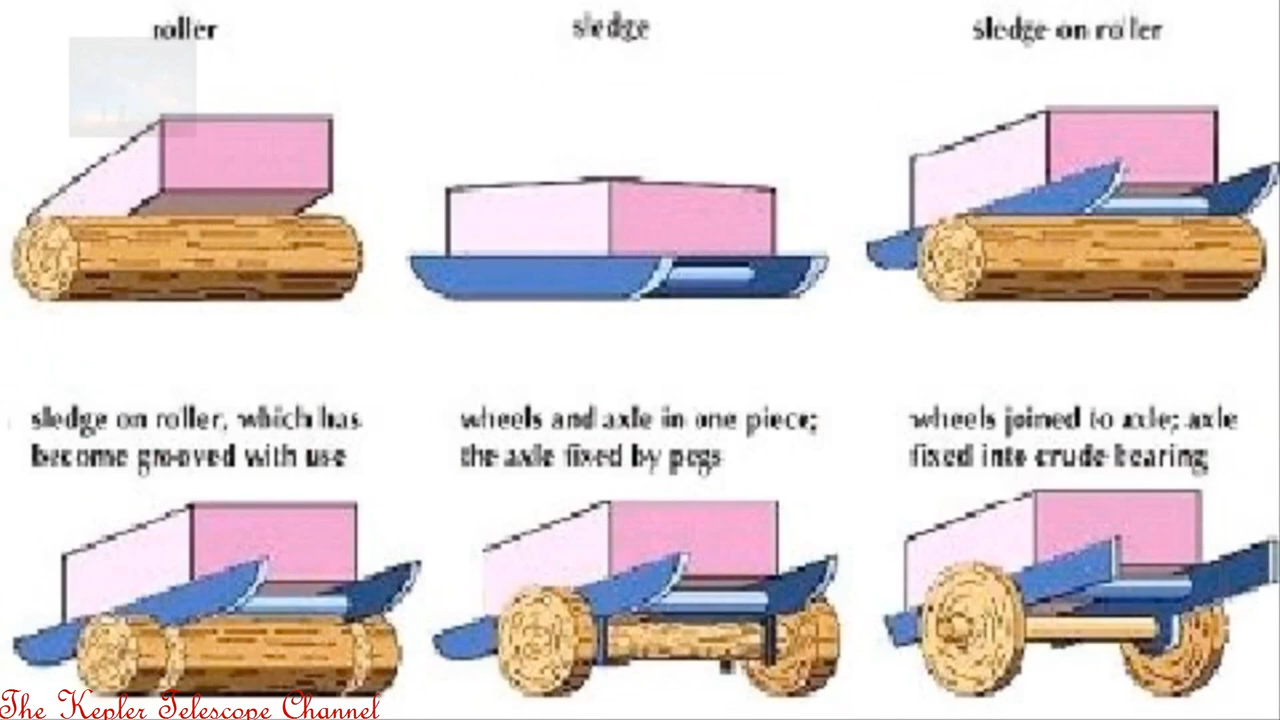 roller
sledge
sledge on roller
sledge on roller, which has
become grooved with use
wheels and axle in one piece;
the axle fixed by pegs
wheels joined to axle; axle
fixed into crude bearing
The Kepler Telescope Channel